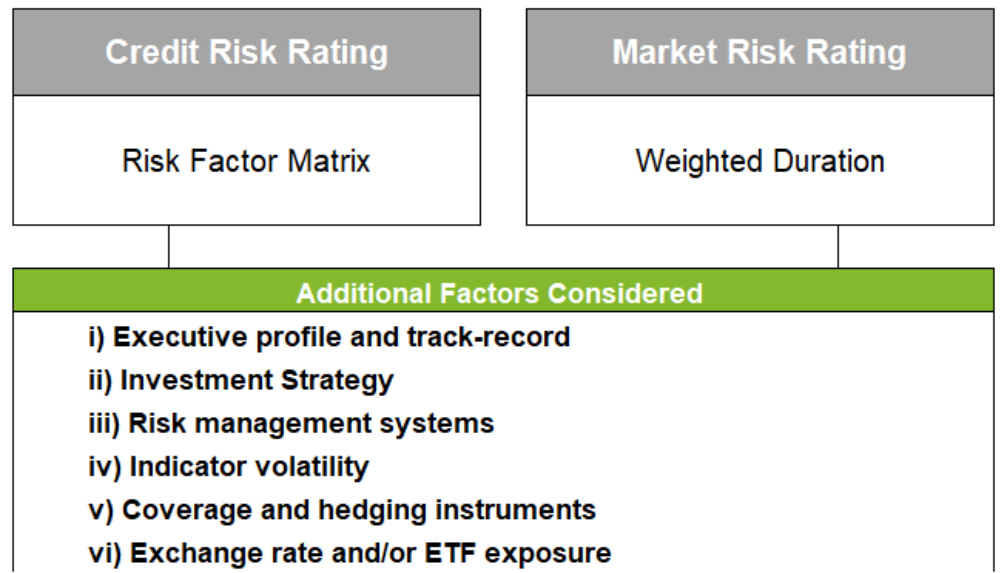 Credit Risk Rating
Market Risk Rating
Risk Factor Matrix
Weighted Duration
Additional Factors Considered
i) Executive profile and track-record
ii) Investment Strategy
iii) Risk management systems
iv) Indicator volatility
v) Coverage and hedging instruments
vi) Exchange rate and/or ETF exposure